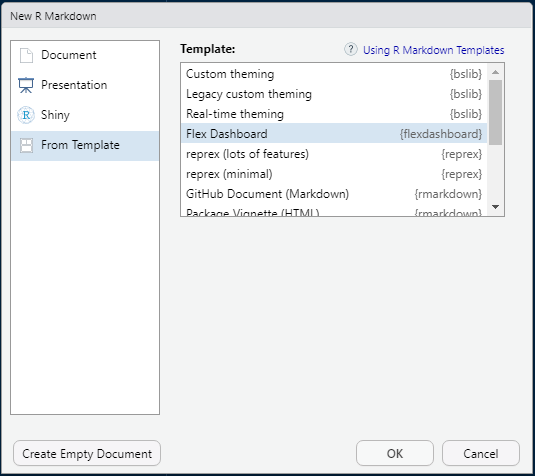 New R Markdown
Document
Presentation
R Shiny
From Template
Template:
? Using R Markdown Templates
Custom theming {bslib}
Legacy custom theming {bslib}
Real-time theming {bslib}
Flex Dashboard {flexdashboard}
reprex (lots of features) {reprex}
reprex (minimal) {reprex}
GitHub Document (Markdown) {rmarkdown}
Package Vignette (HTML) {rmarkdown}
Create Empty Document
OK
Cancel